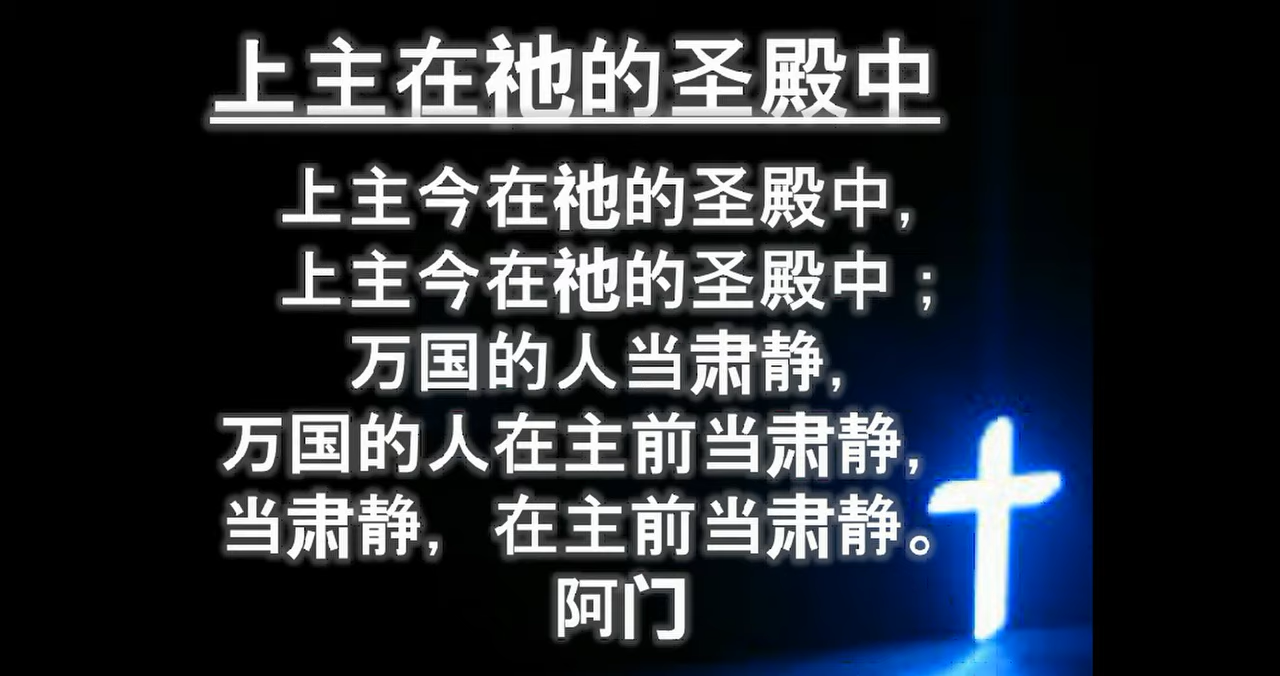 上主在祂的圣殿中
上主今在祂的圣殿中，
上主今在祂的圣殿中；
万国的人当肃静，
万国的人在主前当肃静，
当肃静，在主前当肃静。
阿门